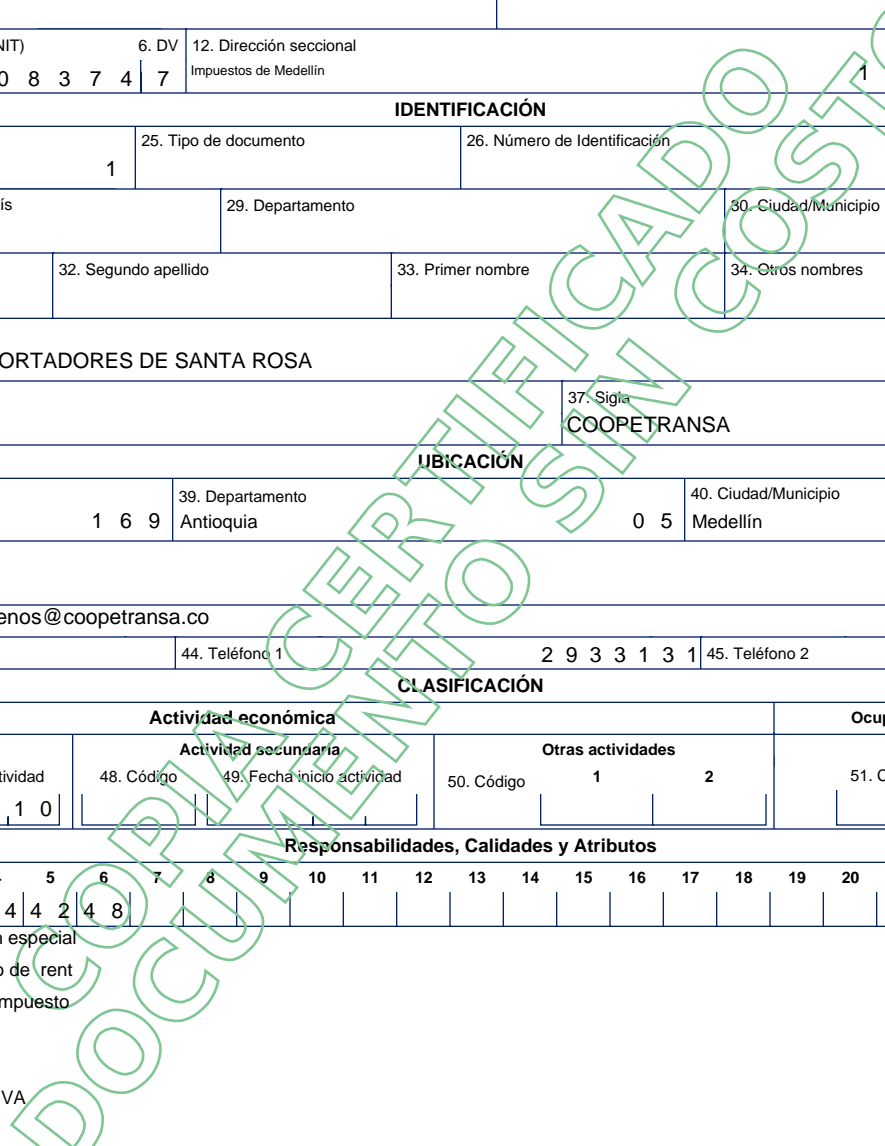 NIT) 6. DV 12. Dirección seccional
0 8 3 7 4 7 Impuestos de Medellín 1
IDENTIFICACIÓN
25. Tipo de documento 26. Número de Identificación
1
ís 29. Departamento 30. Ciudad/Municipio
32. Segundo apellido 33. Primer nombre 34. Otros nombres
ORTADORES DE SANTA ROSA
37. Sigla
COOPETRANSA
UBICACIÓN
39. Departamento 40. Ciudad/Municipio
1 6 9 Antioquia 0 5 Medellín
enos@coopetransa.co
44. Teléfono 1 2 9 3 3 1 3 1 45. Teléfono 2
CLASIFICACIÓN
Actividad económica Ocup
Actividad secundaria Otras actividades
tividad 48. Código 49. Fecha inicio actividad 50. Código 1 2 51. C
1 0
Responsabilidades, Calidades y Atributos
5 6 7 8 9 10 11 12 13 14 15 16 17 18 19 20
4 4 2 4 8
n especial
o de rent
mpuesto
VA
COPIA CERTIFICADO
DOCUMENTO SIN COSTO